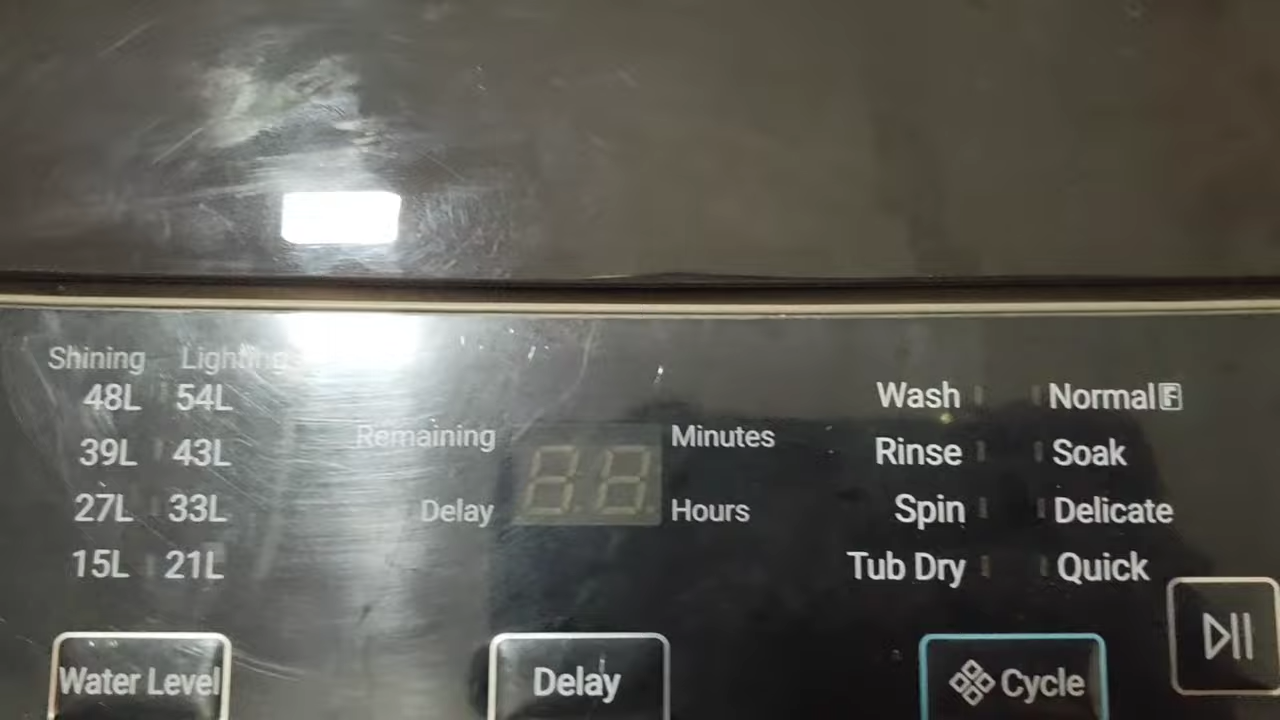 Shining Lighting
48L 54L
39L 43L
27L 33L
15L 21L
Remaining Minutes
Delay Hours
Wash Normal F
Rinse Soak
Spin Delicate
Tub Dry Quick
Water Level Delay Cycle